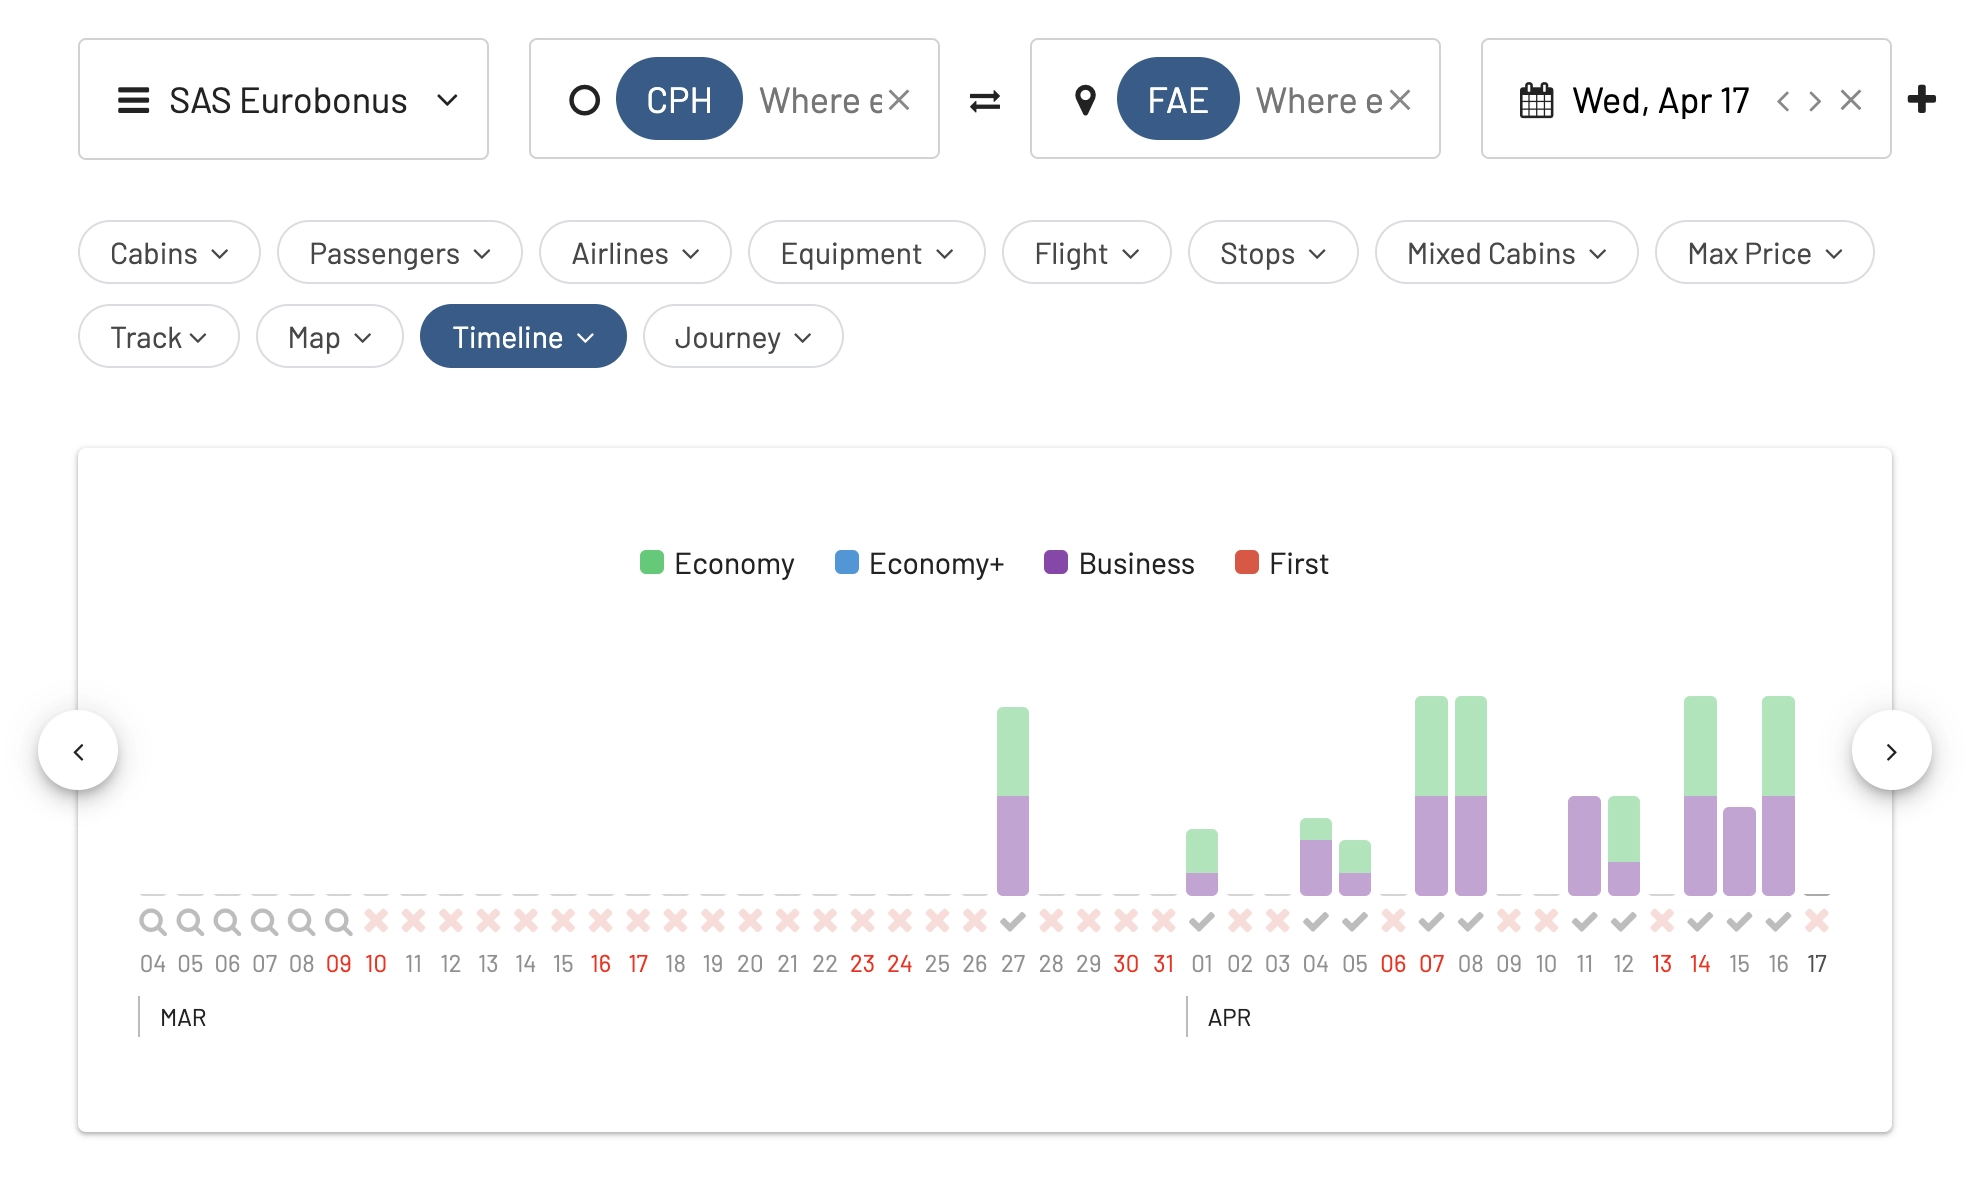 SAS Eurobonus CPH Where e FAE Where e Wed, Apr 17
Cabins Passengers Airlines Equipment Flight Stops Mixed Cabins Max Price
Track Map Timeline Journey
Economy Economy+ Business First
04 05 06 07 08 09 10 11 12 13 14 15 16 17 18 19 20 21 22 23 24 25 26 27 28 29 30 31 01 02 03 04 05 06 07 08 09 10 11 12 13 14 15 16 17
MAR APR